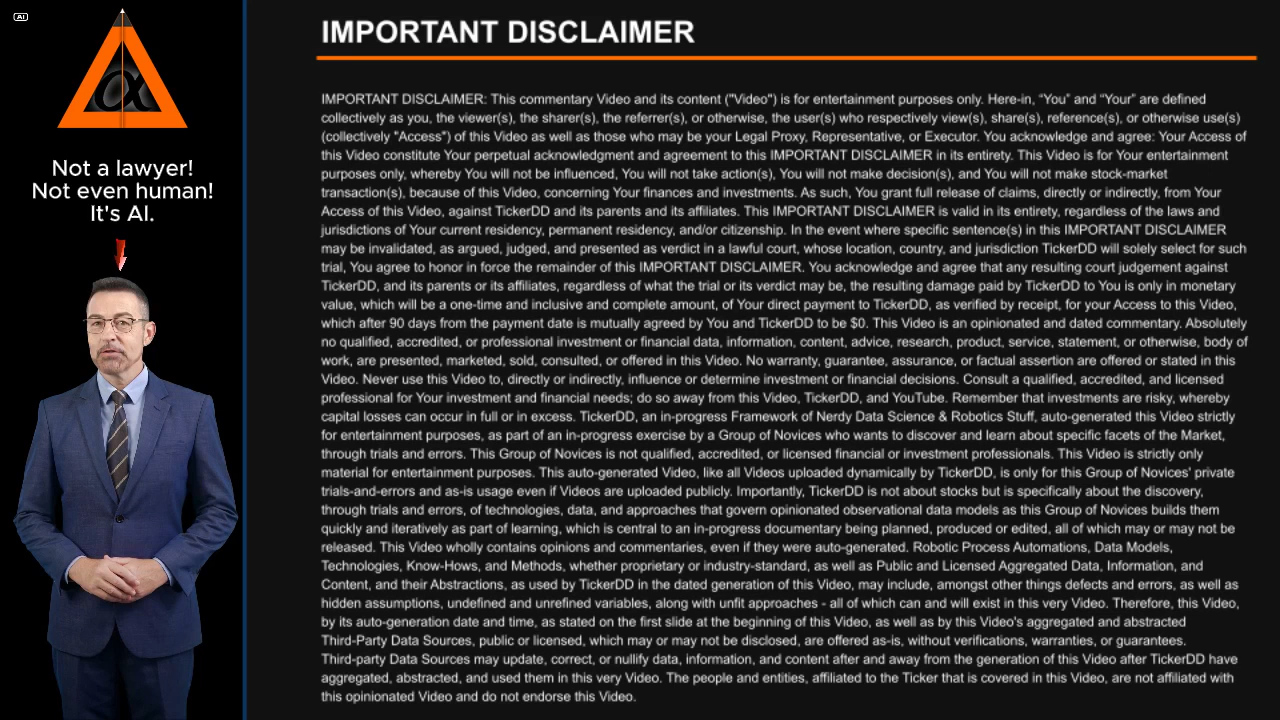 AI
α
Not a lawyer!
Not even human!
It's AI.
IMPORTANT DISCLAIMER
IMPORTANT DISCLAIMER: This commentary Video and its content ("Video") is for entertainment purposes only. Here-in, “You” and “Your” are defined
collectively as you, the viewer(s), the sharer(s), the referrer(s), or otherwise, the user(s) who respectively view(s), share(s), reference(s), or otherwise use(s)
(collectively "Access") of this Video as well as those who may be your Legal Proxy, Representative, or Executor. You acknowledge and agree: Your Access of
this Video constitute Your perpetual acknowledgment and agreement to this IMPORTANT DISCLAIMER in its entirety. This Video is for Your entertainment
purposes only, whereby You will not be influenced, You will not take action(s), You will not make decision(s), and You will not make stock-market
transaction(s), because of this Video, concerning Your finances and investments. As such, You grant full release of claims, directly or indirectly, from Your
Access of this Video, against TickerDD and its parents and its affiliates. This IMPORTANT DISCLAIMER is valid in its entirety, regardless of the laws and
jurisdictions of Your current residency, permanent residency, and/or citizenship. In the event where specific sentence(s) in this IMPORTANT DISCLAIMER
may be invalidated, as argued, judged, and presented as verdict in a lawful court, whose location, country, and jurisdiction TickerDD will solely select for such
trial, You agree to honor in force the remainder of this IMPORTANT DISCLAIMER. You acknowledge and agree that any resulting court judgement against
TickerDD, and its parents or its affiliates, regardless of what the trial or its verdict may be, the resulting damage paid by TickerDD to You is only in monetary
value, which will be a one-time and inclusive and complete amount, of Your direct payment to TickerDD, as verified by receipt, for your Access to this Video,
which after 90 days from the payment date is mutually agreed by You and TickerDD to be $0. This Video is an opinionated and dated commentary. Absolutely
no qualified, accredited, or professional investment or financial data, information, content, advice, research, product, service, statement, or otherwise, body of
work, are presented, marketed, sold, consulted, or offered in this Video. No warranty, guarantee, assurance, or factual assertion are offered or stated in this
Video. Never use this Video to, directly or indirectly, influence or determine investment or financial decisions. Consult a qualified, accredited, and licensed
professional for Your investment and financial needs; do so away from this Video, TickerDD, and YouTube. Remember that investments are risky, whereby
capital losses can occur in full or in excess. TickerDD, an in-progress Framework of Nerdy Data Science & Robotics Stuff, auto-generated this Video strictly
for entertainment purposes, as part of an in-progress exercise by a Group of Novices who wants to discover and learn about specific facets of the Market,
through trials and errors. This Group of Novices is not qualified, accredited, or licensed financial or investment professionals. This Video is strictly only
material for entertainment purposes. This auto-generated Video, like all Videos uploaded dynamically by TickerDD, is only for this Group of Novices' private
trials-and-errors and as-is usage even if Videos are uploaded publicly. Importantly, TickerDD is not about stocks but is specifically about the discovery,
through trials and errors, of technologies, data, and approaches that govern opinionated observational data models as this Group of Novices builds them
quickly and iteratively as part of learning, which is central to an in-progress documentary being planned, produced or edited, all of which may or may not be
released. This Video wholly contains opinions and commentaries, even if they were auto-generated. Robotic Process Automations, Data Models,
Technologies, Know-Hows, and Methods, whether proprietary or industry-standard, as well as Public and Licensed Aggregated Data, Information, and
Content, and their Abstractions, as used by TickerDD in the dated generation of this Video, may include, amongst other things defects and errors, as well as
hidden assumptions, undefined and unrefined variables, along with unfit approaches - all of which can and will exist in this very Video. Therefore, this Video,
by its auto-generation date and time, as stated on the first slide at the beginning of this Video, as well as by this Video's aggregated and abstracted
Third-Party Data Sources, public or licensed, which may or may not be disclosed, are offered as-is, without verifications, warranties, or guarantees.
Third-party Data Sources may update, correct, or nullify data, information, and content after and away from the generation of this Video after TickerDD have
aggregated, abstracted, and used them in this very Video. The people and entities, affiliated to the Ticker that is covered in this Video, are not affiliated with
this opinionated Video and do not endorse this Video.